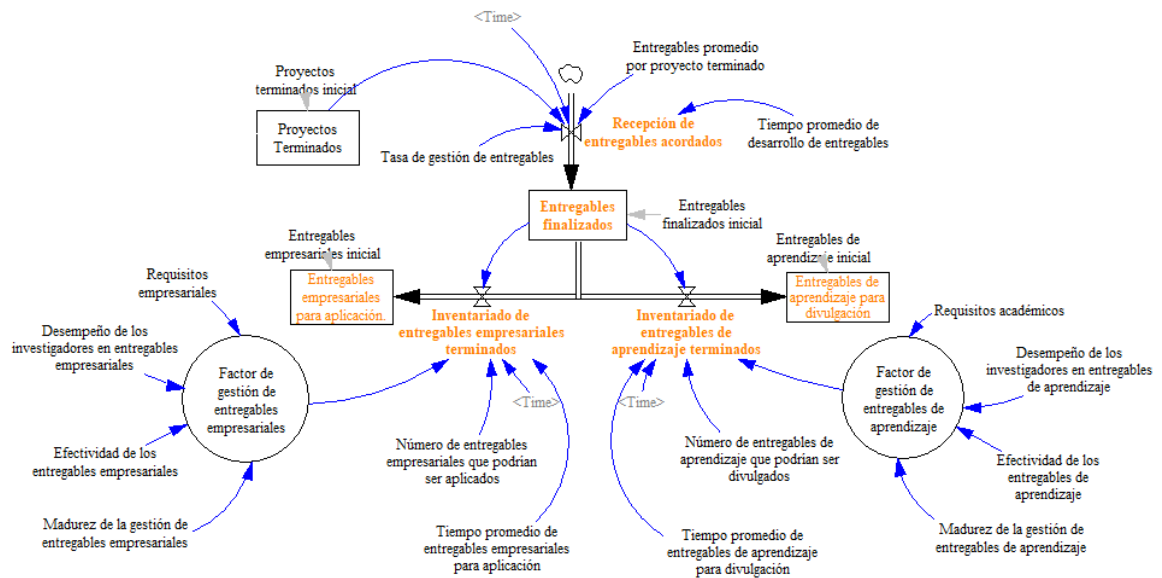 <Time>
Entregables promedio
por proyecto terminado
Proyectos
terminados inicial
Proyectos
Terminados
Recepción de
entregables acordados
Tiempo promedio de
desarrollo de entregables
Tasa de gestión de entregables
Entregables
finalizados
Entregables
finalizados inicial
Entregables
empresariales inicial
Entregables de
aprendizaje inicial
Requisitos
empresariales
Entregables
empresariales
para aplicación.
Entregables de
aprendizaje para
divulgación
Inventariado de
entregables empresariales
terminados
Inventariado de
entregables de
aprendizaje terminados
Requisitos académicos
Desempeño de los
investigadores en entregables
empresariales
Factor de
gestión de
entregables
empresariales
Factor de
gestión de
entregables de
aprendizaje
Desempeño de los
investigadores en entregables
de aprendizaje
<Time>
<Time>
Efectividad de los
entregables empresariales
Número de entregables
empresariales que podrían
ser aplicados
Número de entregables de
aprendizaje que podrían ser
divulgados
Efectividad de los
entregables de
aprendizaje
Madurez de la gestión de
entregables empresariales
Tiempo promedio de
entregables empresariales
para aplicación
Tiempo promedio de
entregables de aprendizaje para
divulgación
Madurez de la gestión de
entregables de aprendizaje